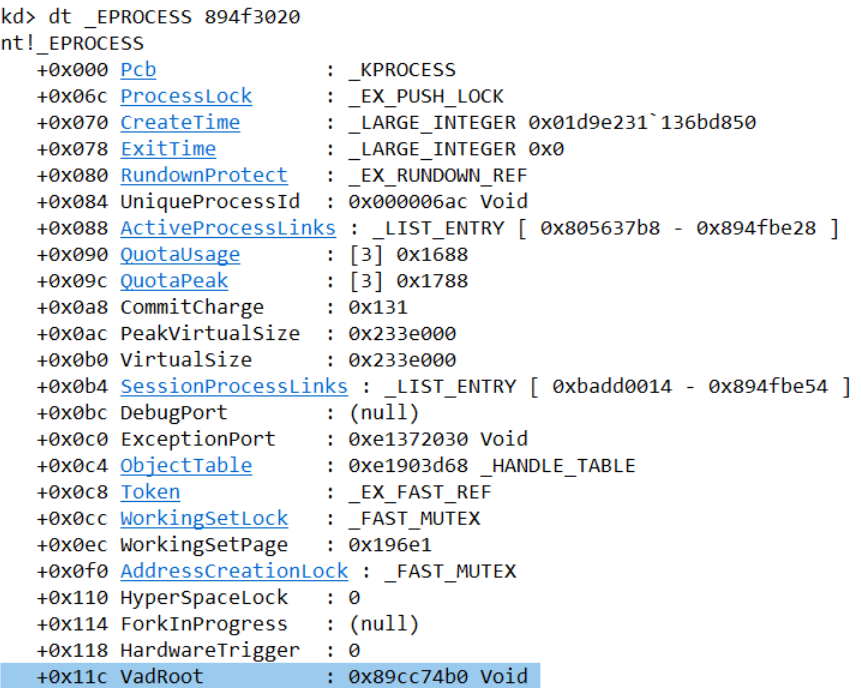 kd> dt _EPROCESS 894f3020
nt!_EPROCESS
   +0x000 Pcb              : _KPROCESS
   +0x06c ProcessLock      : _EX_PUSH_LOCK
   +0x070 CreateTime       : _LARGE_INTEGER 0x01d9e231`136bd850
   +0x078 ExitTime         : _LARGE_INTEGER 0x0
   +0x080 RundownProtect   : _EX_RUNDOWN_REF
   +0x084 UniqueProcessId  : 0x000006ac Void
   +0x088 ActiveProcessLinks : _LIST_ENTRY [ 0x805637b8 - 0x894fbe28 ]
   +0x090 QuotaUsage       : [3] 0x1688
   +0x09c QuotaPeak        : [3] 0x1788
   +0x0a8 CommitCharge     : 0x131
   +0x0ac PeakVirtualSize  : 0x233e000
   +0x0b0 VirtualSize      : 0x233e000
   +0x0b4 SessionProcessLinks : _LIST_ENTRY [ 0xbadd0014 - 0x894fbe54 ]
   +0x0bc DebugPort        : (null)
   +0x0c0 ExceptionPort    : 0xe1372030 Void
   +0x0c4 ObjectTable      : 0xe1903d68 _HANDLE_TABLE
   +0x0c8 Token            : _EX_FAST_REF
   +0x0cc WorkingSetLock   : _FAST_MUTEX
   +0x0ec WorkingSetPage   : 0x196e1
   +0x0f0 AddressCreationLock : _FAST_MUTEX
   +0x110 HyperSpaceLock   : 0
   +0x114 ForkInProgress   : (null)
   +0x118 HardwareTrigger  : 0
   +0x11c VadRoot          : 0x89cc74b0 Void